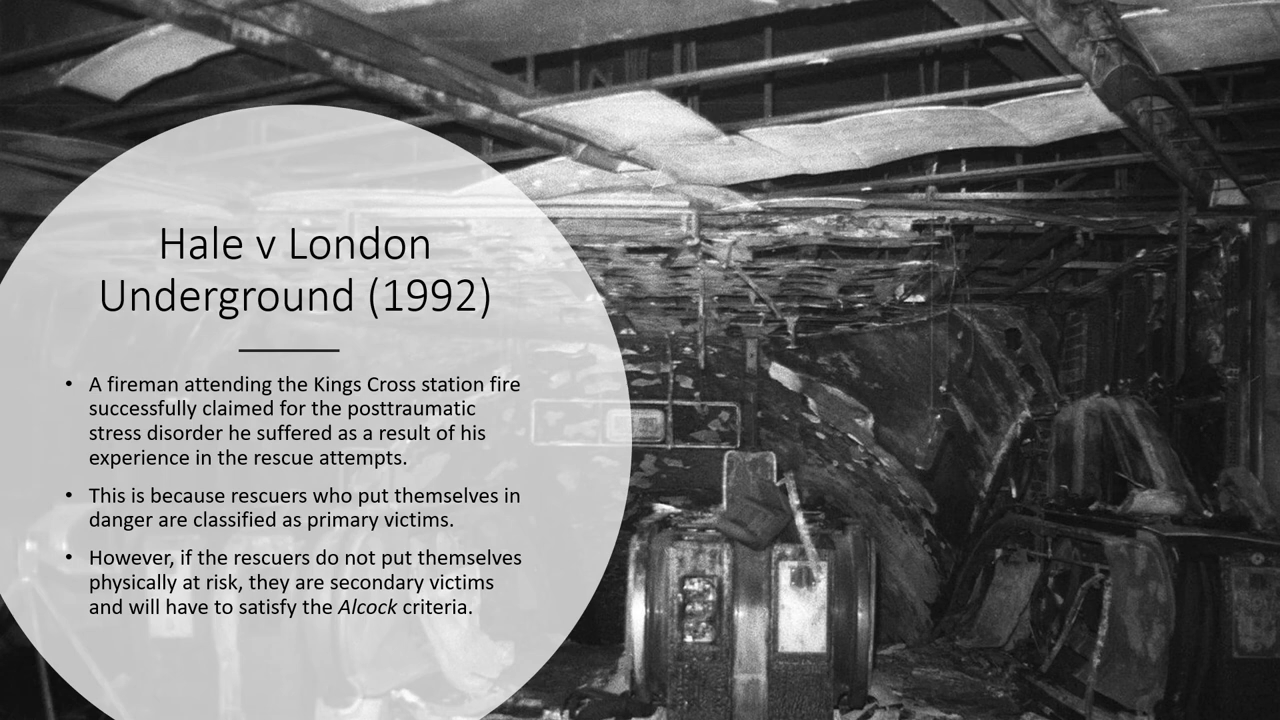 Hale v London
Underground (1992)
• A fireman attending the Kings Cross station fire
successfully claimed for the posttraumatic
stress disorder he suffered as a result of his
experience in the rescue attempts.
• This is because rescuers who put themselves in
danger are classified as primary victims.
• However, if the rescuers do not put themselves
physically at risk, they are secondary victims
and will have to satisfy the Alcock criteria.